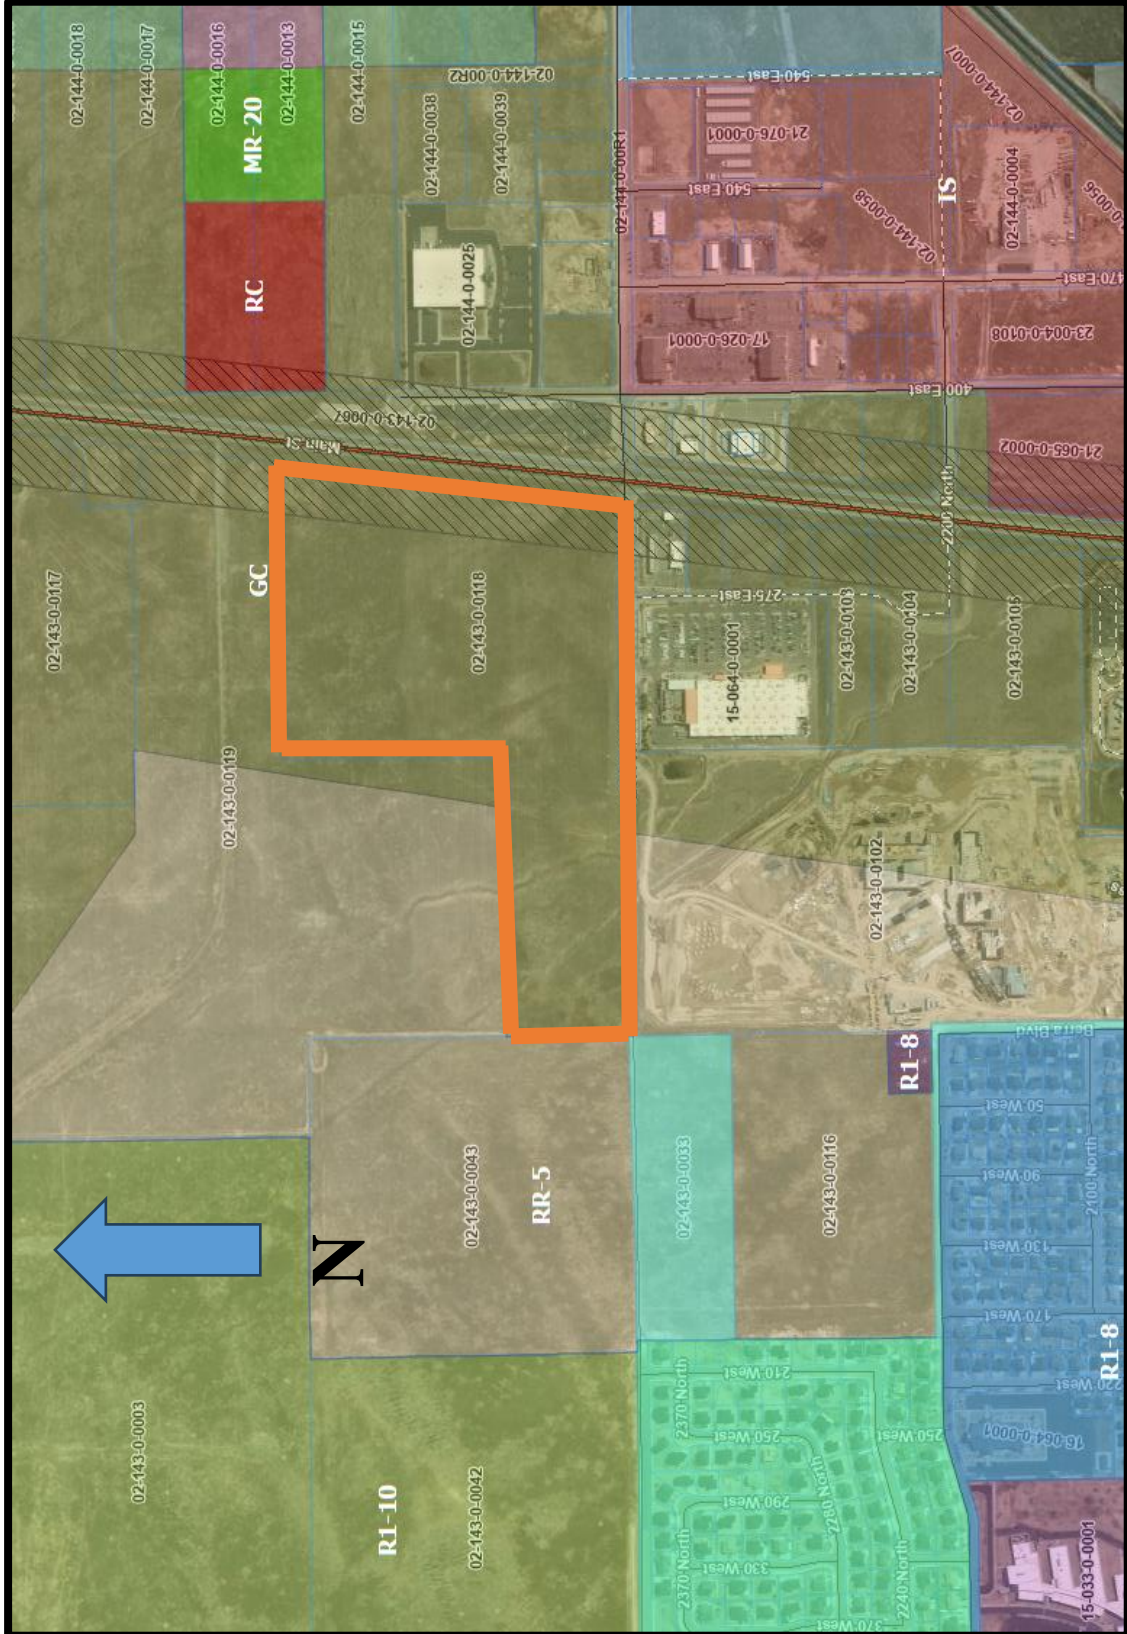 02-144-0-0018
02-144-0-0017
02-144-0-0016
02-144-0-0013
02-144-0-0015
MR-20
RC
02-144-0-00R2
02-144-0-0038
02-144-0-0039
02-144-0-0025
02-144-0-00R1
540 East
21-076-0-0001
540 East
02-144-0-0007
02-144-0-0004
02-144-0-0058
IS
470 East
17-026-0-0001
23-004-0-0108
400 East
21-065-0-0002
02-143-0-0067
Main St
2200 North
02-143-0-0117
GC
02-143-0-0118
275 East
15-064-0-0001
02-143-0-0103
02-143-0-0104
02-143-0-0105
02-143-0-0119
02-143-0-0102
R1-8
Berra Blvd
50 West
90 West
2100 North
130 West
170 West
220 West
R1-8
16-064-0-0001
02-143-0-0043
RR-5
02-143-0-0033
02-143-0-0116
N
02-143-0-0003
R1-10
02-143-0-0042
210 West
2370 North
250 West
250 West
290 West
2280 North
2370 North
330 West
2240 North
370 West
15-033-0-0001